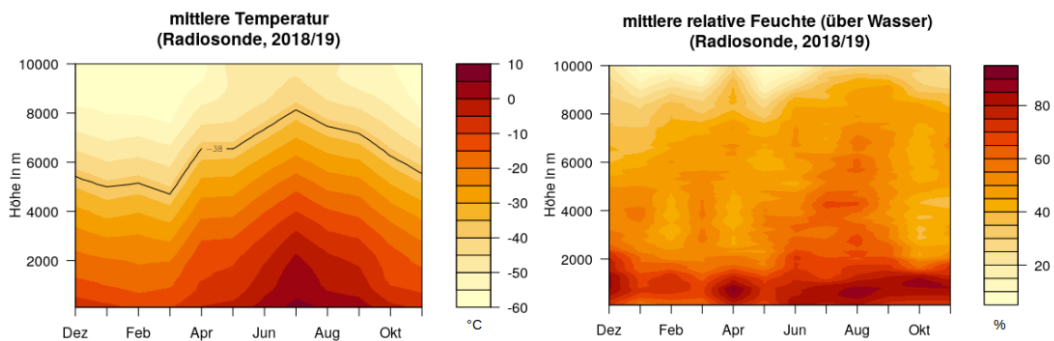 mittlere Temperatur
(Radiosonde, 2018/19)
10000
8000
6000
4000
2000
Höhe in m
-38
Dez Feb Apr Jun Aug Okt
10
0
-10
-20
-30
-40
-50
-60
°C
mittlere relative Feuchte (über Wasser)
(Radiosonde, 2018/19)
10000
8000
6000
4000
2000
Höhe in m
Dez Feb Apr Jun Aug Okt
80
60
40
20
%